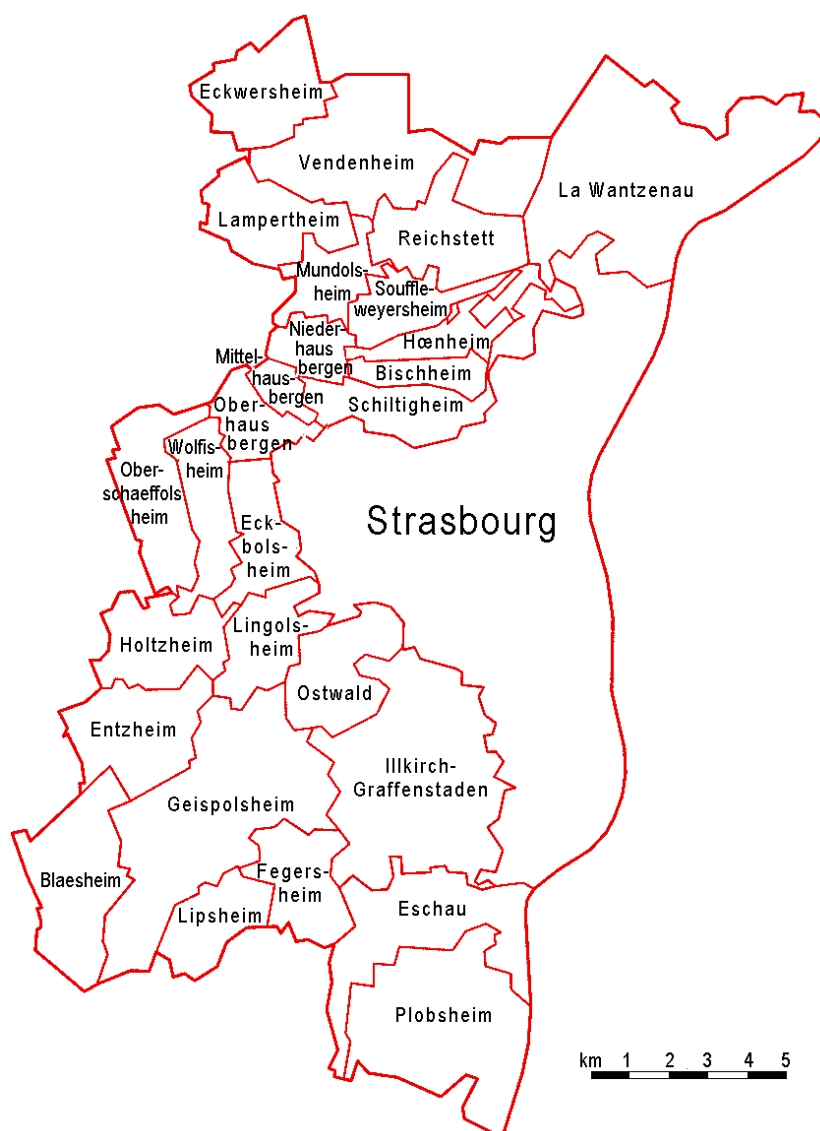 Eckwersheim
Vendenheim
La Wantzenau
Lampertheim
Reichstett
Mundols-
heim
Souffle-
weyersheim
Nieder-
haus
bergen
Hœnheim
Mittel-
haus-
bergen
Bischheim
Ober-
haus
bergen
Schiltigheim
Wolfis-
heim
Ober-
schaeffols
heim
Strasbourg
Eck-
bols-
heim
Holtzheim
Lingols-
heim
Ostwald
Entzheim
Illkirch-
Graffenstaden
Geispolsheim
Blaesheim
Fegers-
heim
Lipsheim
Eschau
Plobsheim
km 1 2 3 4 5